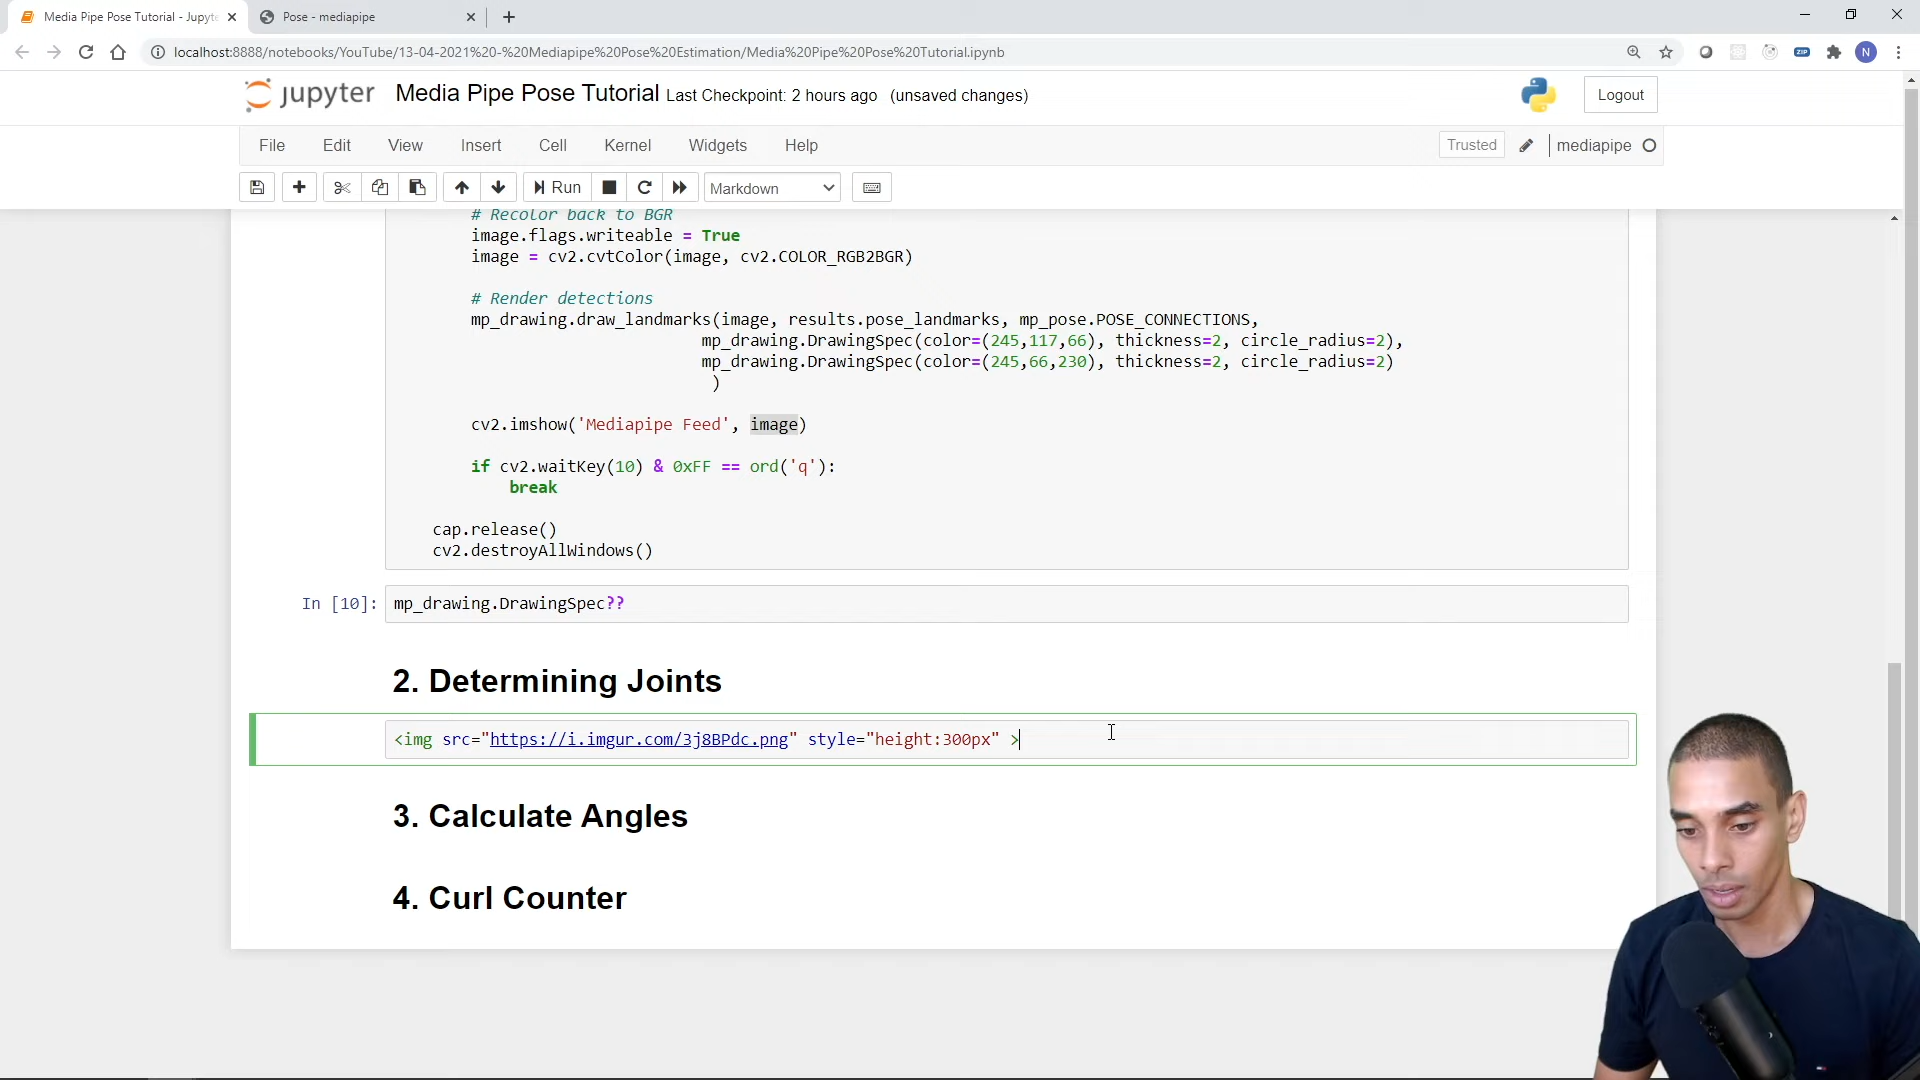 Media Pipe Pose Tutorial - Jupyte
Pose - mediapipe
localhost:8888/notebooks/YouTube/13-04-2021%20-%20Mediapipe%20Pose%20Estimation/Media%20Pipe%20Pose%20Tutorial.ipynb
ZIP
N
jupyter Media Pipe Pose Tutorial Last Checkpoint: 2 hours ago (unsaved changes)
Logout
File Edit View Insert Cell Kernel Widgets Help
Trusted
mediapipe
Run
Markdown
# Recolor back to BGR
image.flags.writeable = True
image = cv2.cvtColor(image, cv2.COLOR_RGB2BGR)
# Render detections
mp_drawing.draw_landmarks(image, results.pose_landmarks, mp_pose.POSE_CONNECTIONS,
mp_drawing.DrawingSpec(color=(245,117,66), thickness=2, circle_radius=2),
mp_drawing.DrawingSpec(color=(245,66,230), thickness=2, circle_radius=2)
)
cv2.imshow('Mediapipe Feed', image)
if cv2.waitKey(10) & 0xFF == ord('q'):
break
cap.release()
cv2.destroyAllWindows()
In [10]: mp_drawing.DrawingSpec??
2. Determining Joints
<img src="https://i.imgur.com/3j8BPdc.png" style="height:300px" >
3. Calculate Angles
4. Curl Counter